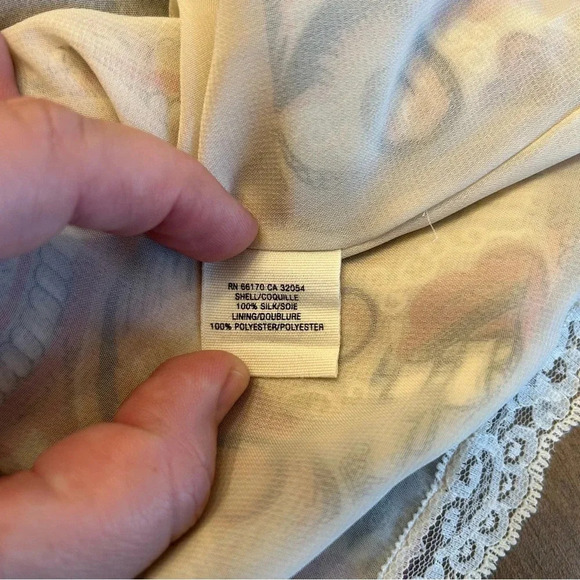 RN 66170 CA 32054
SHELL/COQUILLE
100% SILK/SOIE
LINING/DOUBLURE
100% POLYESTER/POLYESTER